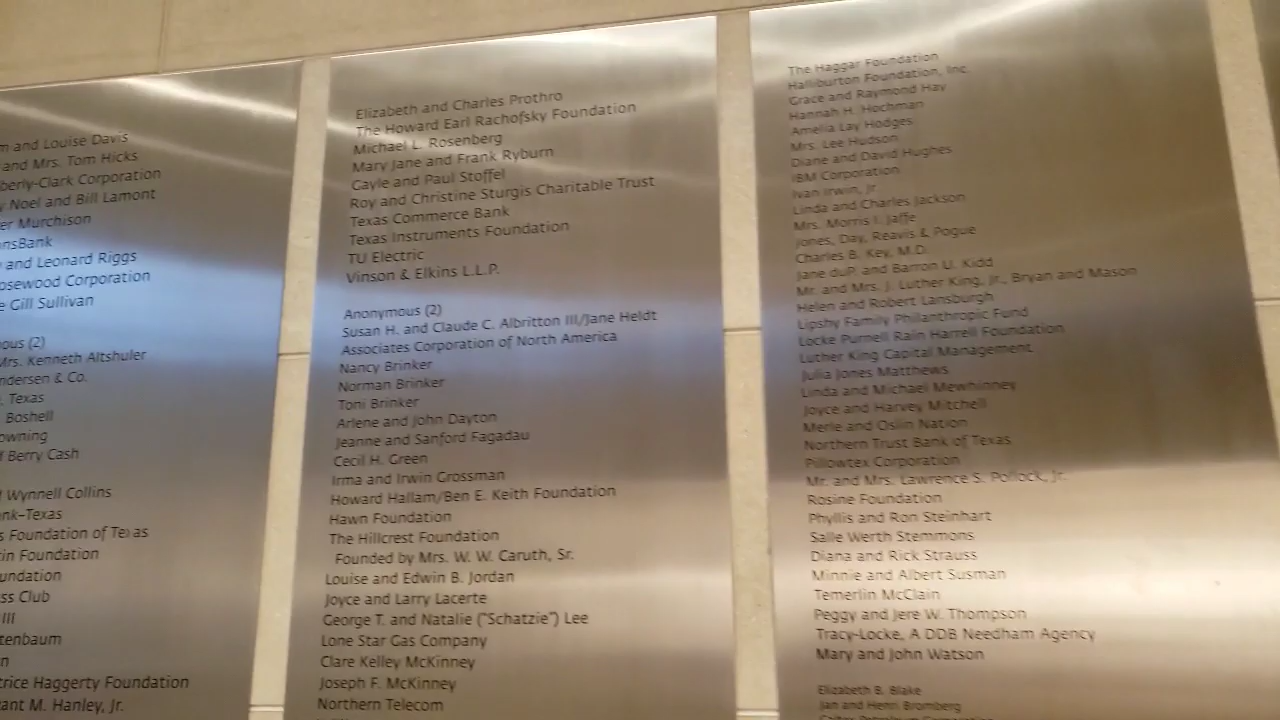 m and Louise Davis
and Mrs. Tom Hicks
berly-Clark Corporation
y Noel and Bill Lamont
er Murchison
nsBank
and Leonard Riggs
osewood Corporation
e Gill Sullivan
ous (2)
Mrs. Kenneth Altshuler
ndersen & Co.
, Texas
Boshell
owning
f Berry Cash
Wynnell Collins
nk–Texas
s Foundation of Texas
in Foundation
undation
ss Club
III
tenbaum
n
trice Haggerty Foundation
ant M. Hanley, Jr.
Elizabeth and Charles Prothro
The Howard Earl Rachofsky Foundation
Michael L. Rosenberg
Mary Jane and Frank Ryburn
Gayle and Paul Stoffel
Roy and Christine Sturgis Charitable Trust
Texas Commerce Bank
Texas Instruments Foundation
TU Electric
Vinson & Elkins L.L.P.
Anonymous (2)
Susan H. and Claude C. Albritton III/Jane Heldt
Associates Corporation of North America
Nancy Brinker
Norman Brinker
Toni Brinker
Arlene and John Dayton
Jeanne and Sanford Fagadau
Cecil H. Green
Irma and Irwin Grossman
Howard Hallam/Ben E. Keith Foundation
Hawn Foundation
The Hillcrest Foundation
Founded by Mrs. W. W. Caruth, Sr.
Louise and Edwin B. Jordan
Joyce and Larry Lacerte
George T. and Natalie ("Schatzie") Lee
Lone Star Gas Company
Clare Kelley McKinney
Joseph F. McKinney
Northern Telecom
The Haggar Foundation
Halliburton Foundation, Inc.
Grace and Raymond Hay
Hannah H. Hochman
Amelia Lay Hodges
Mrs. Lee Hudson
Diane and David Hughes
IBM Corporation
Ivan Irwin, Jr.
Linda and Charles Jackson
Mrs. Morris I. Jaffe
Jones, Day, Reavis & Pogue
Charles B. Key, M.D.
Jane duP. and Barron U. Kidd
Mr. and Mrs. J. Luther King, Jr., Bryan and Mason
Helen and Robert Lansburgh
Lipshy Family Philanthropic Fund
Locke Purnell Rain Harrell Foundation
Luther King Capital Management
Julia Jones Matthews
Linda and Michael Mewhinney
Joyce and Harvey Mitchell
Merle and Oslin Nation
Northern Trust Bank of Texas
Pillowtex Corporation
Mr. and Mrs. Lawrence S. Pollock, Jr.
Rosine Foundation
Phyllis and Ron Steinhart
Salle Werth Stemmons
Diana and Rick Strauss
Minnie and Albert Susman
Temerlin McClain
Peggy and Jere W. Thompson
Tracy-Locke, A DDB Needham Agency
Mary and John Watson
Elizabeth B. Blake
Jan and Henri Bromberg